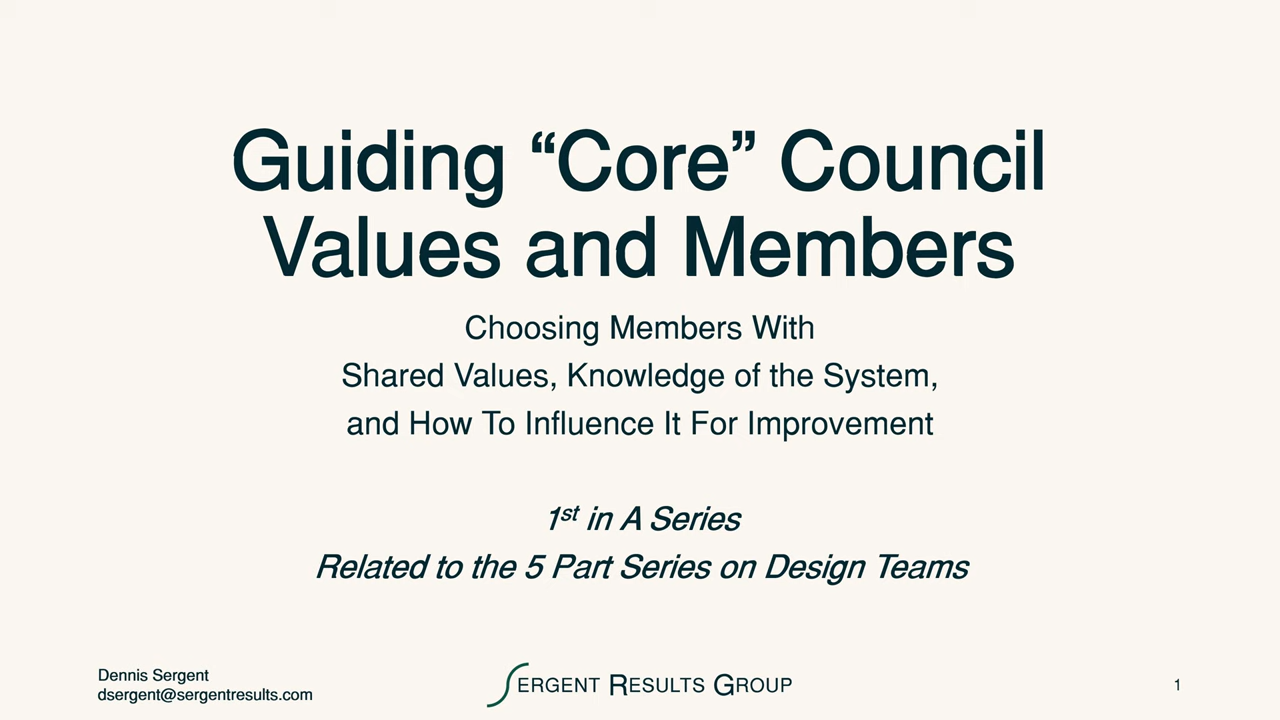 Guiding “Core” Council
Values and Members
Choosing Members With
Shared Values, Knowledge of the System,
and How To Influence It For Improvement
1st in A Series
Related to the 5 Part Series on Design Teams
Dennis Sergent
dsergent@sergentresults.com
SERGENT RESULTS GROUP
1